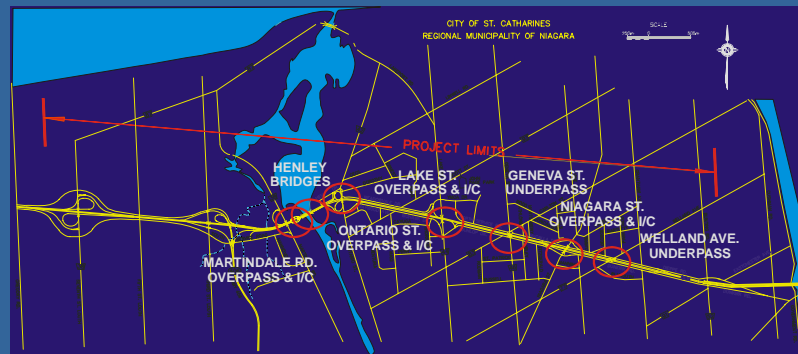 CITY OF ST. CATHARINES
REGIONAL MUNICIPALITY OF NIAGARA
SCALE
N
PROJECT LIMITS
HENLEY
BRIDGES
LAKE ST.
OVERPASS & I/C
GENEVA ST.
UNDERPASS
NIAGARA ST.
OVERPASS & I/C
ONTARIO ST.
OVERPASS & I/C
WELLAND AVE.
UNDERPASS
MARTINDALE RD.
OVERPASS & I/C